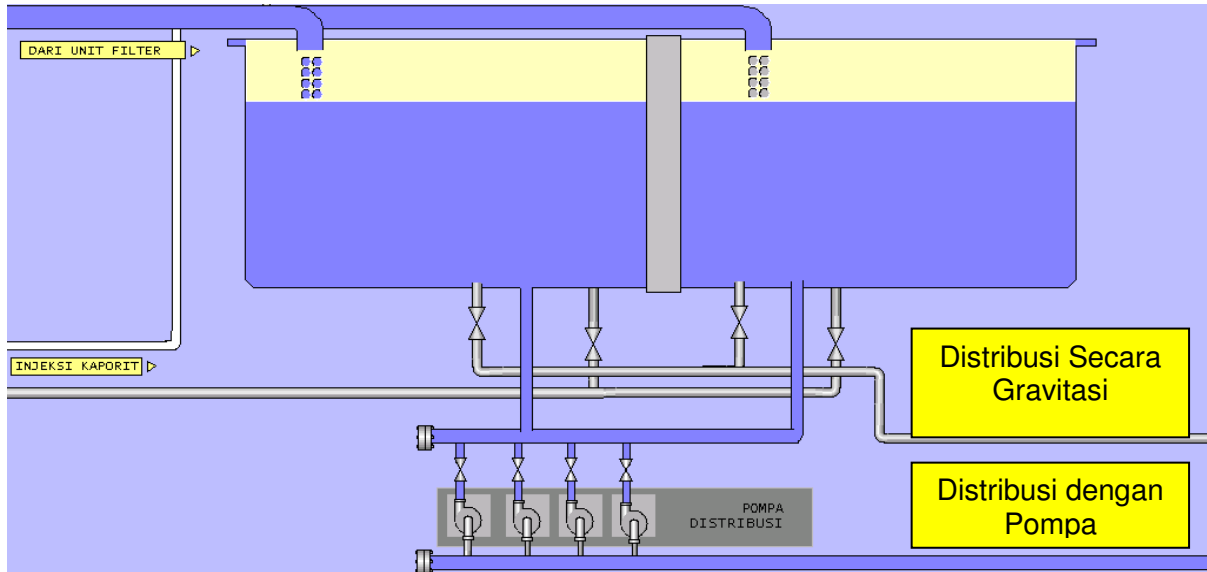 DARI UNIT FILTER
INJEKSI KAPORIT
Distribusi Secara
Gravitasi
POMPA
DISTRIBUSI
Distribusi dengan
Pompa